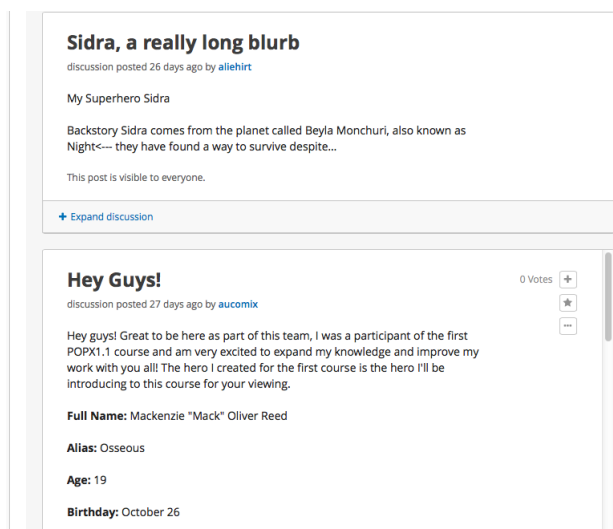 Sidra, a really long blurb
discussion posted 26 days ago by aliehirt
My Superhero Sidra
Backstory Sidra comes from the planet called Beyla Monchuri, also known as
Night<--- they have found a way to survive despite...
This post is visible to everyone.
+ Expand discussion
Hey Guys!
0 Votes +
discussion posted 27 days ago by aucomix
Hey guys! Great to be here as part of this team, I was a participant of the first
POPX1.1 course and am very excited to expand my knowledge and improve my
work with you all! The hero I created for the first course is the hero I'll be
introducing to this course for your viewing.
Full Name: Mackenzie "Mack" Oliver Reed
Alias: Osseous
Age: 19
Birthday: October 26